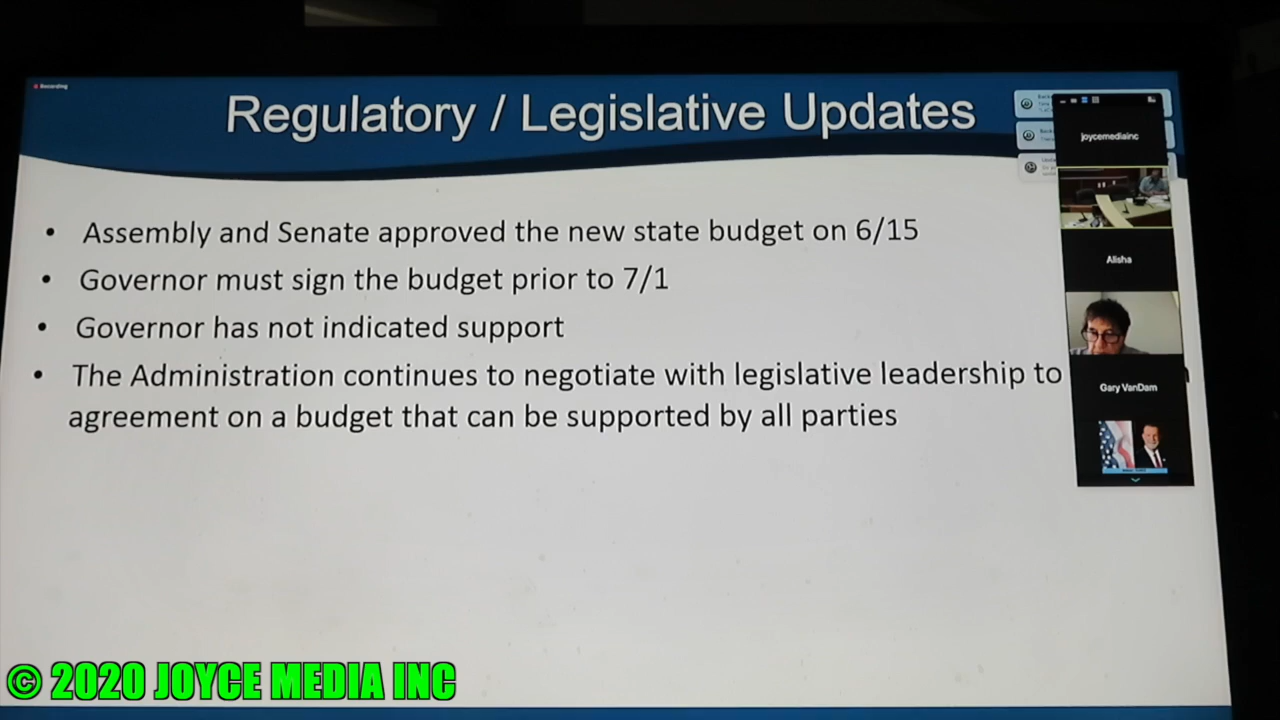 Recording
Regulatory / Legislative Updates
joycemediainc
• Assembly and Senate approved the new state budget on 6/15
Alisha
• Governor must sign the budget prior to 7/1
• Governor has not indicated support
• The Administration continues to negotiate with legislative leadership to
agreement on a budget that can be supported by all parties
Gary VanDam
© 2020 JOYCE MEDIA INC